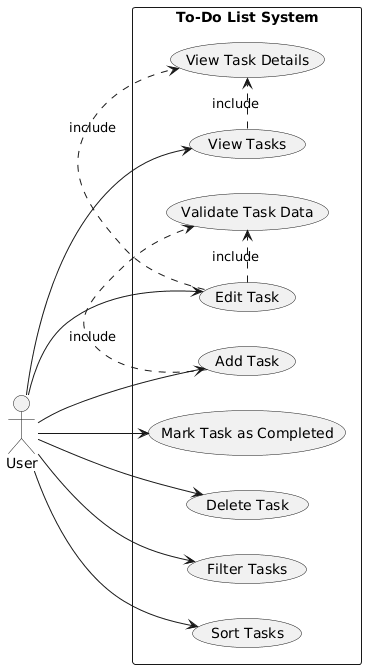 To-Do List System
View Task Details
include
include
View Tasks
Validate Task Data
include
Edit Task
include
Add Task
Mark Task as Completed
User
Delete Task
Filter Tasks
Sort Tasks